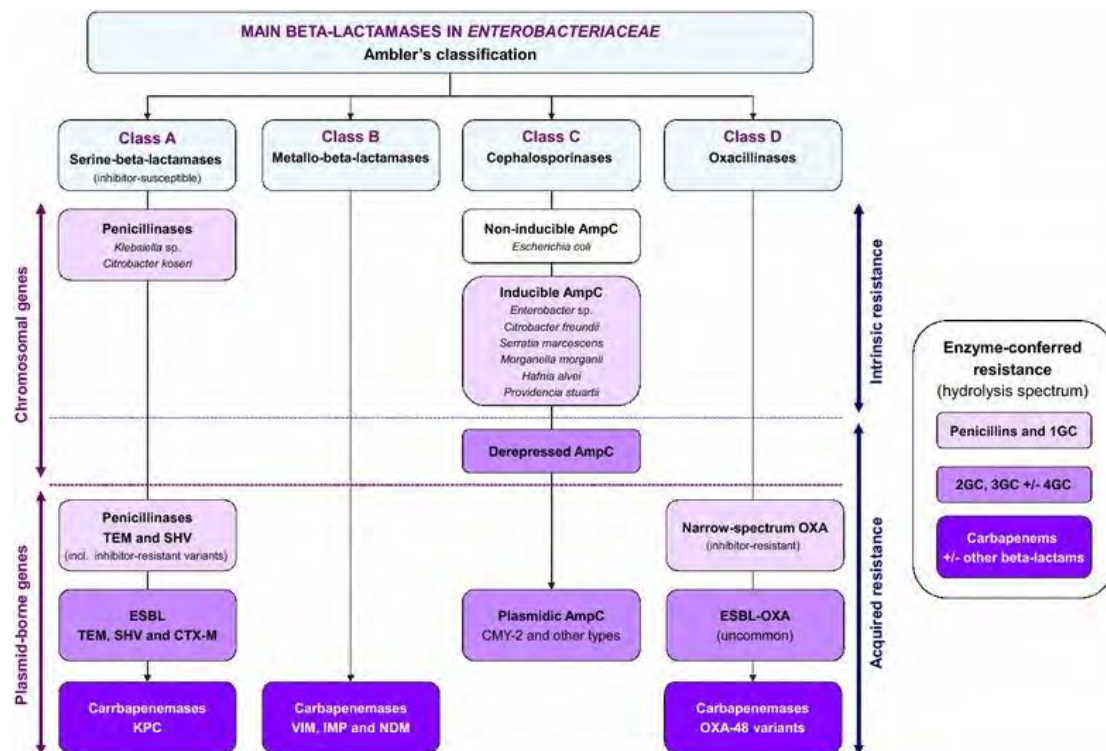 MAIN BETA-LACTAMASES IN ENTEROBACTERIACEAE
Ambler's classification
Class A
Serine-beta-lactamases
(inhibitor-susceptible)
Class B
Metallo-beta-lactamases
Class C
Cephalosporinases
Class D
Oxacillinases
Chromosomal genes
Penicillinases
Klebsiella sp.
Citrobacter koseri
Non-inducible AmpC
Escherichia coli
Inducible AmpC
Enterobacter sp.
Citrobacter freundii
Serratia marcescens
Morganella morganii
Hafnia alvei
Providencia stuartii
Intrinsic resistance
Derepressed AmpC
Plasmid-borne genes
Penicillinases
TEM and SHV
(incl. inhibitor-resistant variants)
Narrow-spectrum OXA
(inhibitor-resistant)
ESBL
TEM, SHV and CTX-M
Plasmidic AmpC
CMY-2 and other types
ESBL-OXA
(uncommon)
Carrbapenemases
KPC
Carbapenemases
VIM, IMP and NDM
Carbapenemases
OXA-48 variants
Acquired resistance
Enzyme-conferred
resistance
(hydrolysis spectrum)
Penicillins and 1GC
2GC, 3GC +/- 4GC
Carbapenems
+/- other beta-lactams